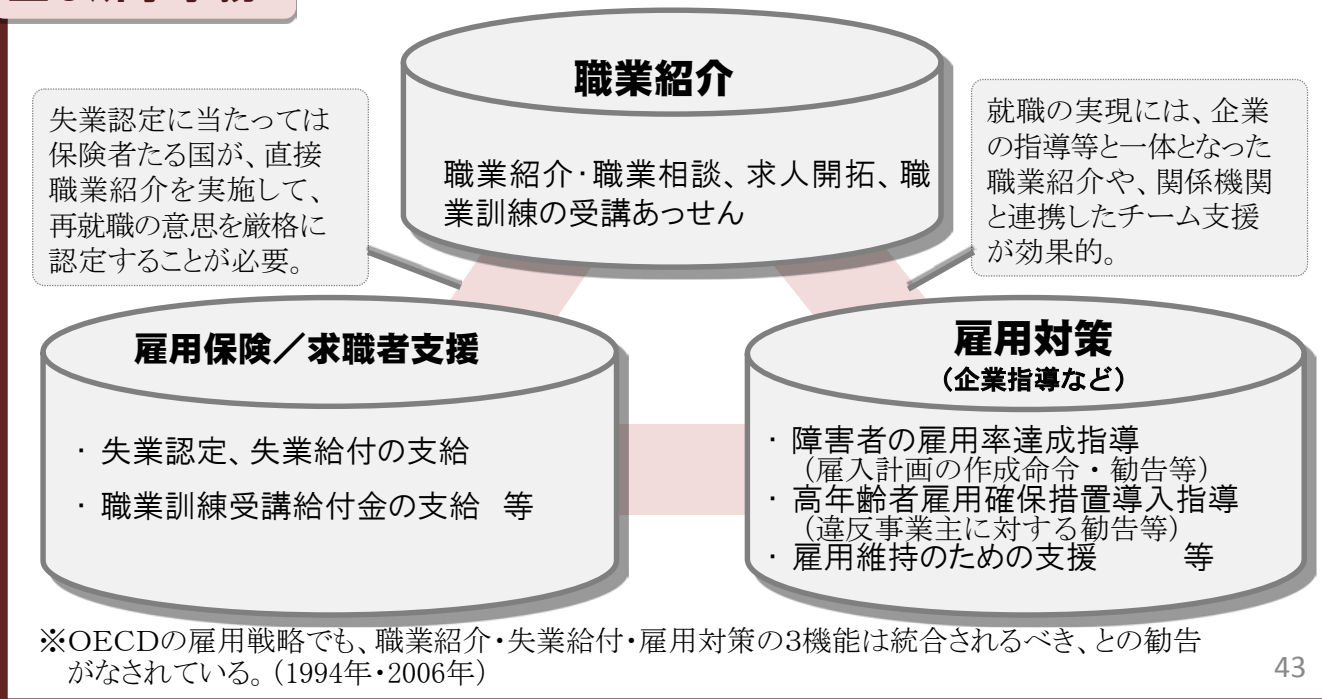 職業紹介
失業認定に当たっては
保険者たる国が、直接
職業紹介を実施して、
再就職の意思を厳格に
認定することが必要。
職業紹介・職業相談、求人開拓、職
業訓練の受講あっせん
就職の実現には、企業
の指導等と一体となった
職業紹介や、関係機関
と連携したチーム支援
が効果的。
雇用保険／求職者支援
・ 失業認定、失業給付の支給
・ 職業訓練受講給付金の支給 等
雇用対策
（企業指導など）
・ 障害者の雇用率達成指導
（雇入計画の作成命令・勧告等）
・ 高年齢者雇用確保措置導入指導
（違反事業主に対する勧告等）
・ 雇用維持のための支援 等
※OECDの雇用戦略でも、職業紹介・失業給付・雇用対策の3機能は統合されるべき、との勧告
がなされている。（1994年・2006年）
43